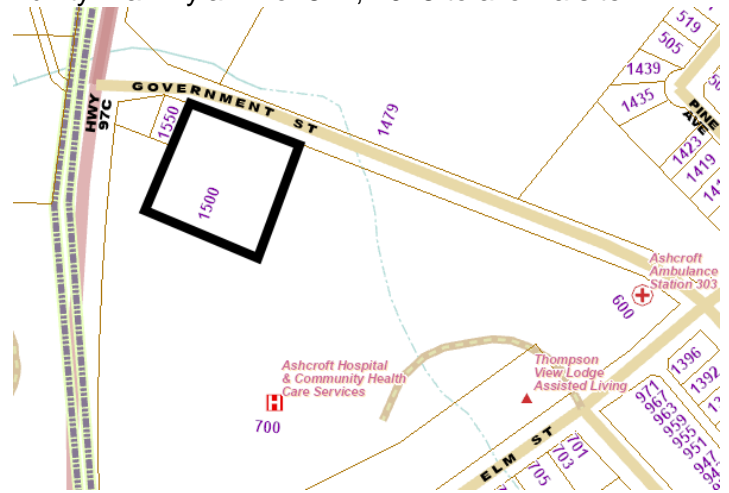 519
505
1439
1435
PINE
AVE
1423
1419
HWY
97C
GOVERNMENT ST
1550
1479
1500
Ashcroft
Ambulance
Station 303
600
Ashcroft Hospital
& Community Health
Care Services
700
Thompson
View Lodge
Assisted Living
1396
1392
971
967
963
959
955
951
947
ELM ST
701
703
705